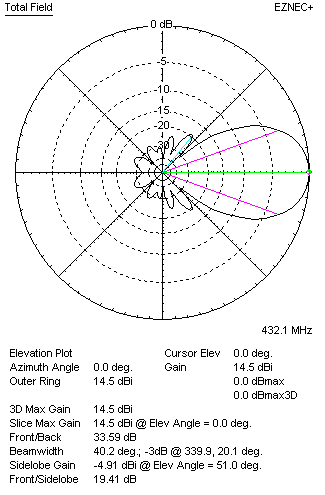 Total Field
EZNEC+
0 dB
-5
-10
-15
-20
-30
432.1 MHz
Elevation Plot
Cursor Elev 0.0 deg.
Azimuth Angle 0.0 deg.
Gain 14.5 dBi
Outer Ring 14.5 dBi
0.0 dBmax
0.0 dBmax3D
3D Max Gain 14.5 dBi
Slice Max Gain 14.5 dBi @ Elev Angle = 0.0 deg.
Front/Back 33.59 dB
Beamwidth 40.2 deg.; -3dB @ 339.9, 20.1 deg.
Sidelobe Gain -4.91 dBi @ Elev Angle = 51.0 deg.
Front/Sidelobe 19.41 dB